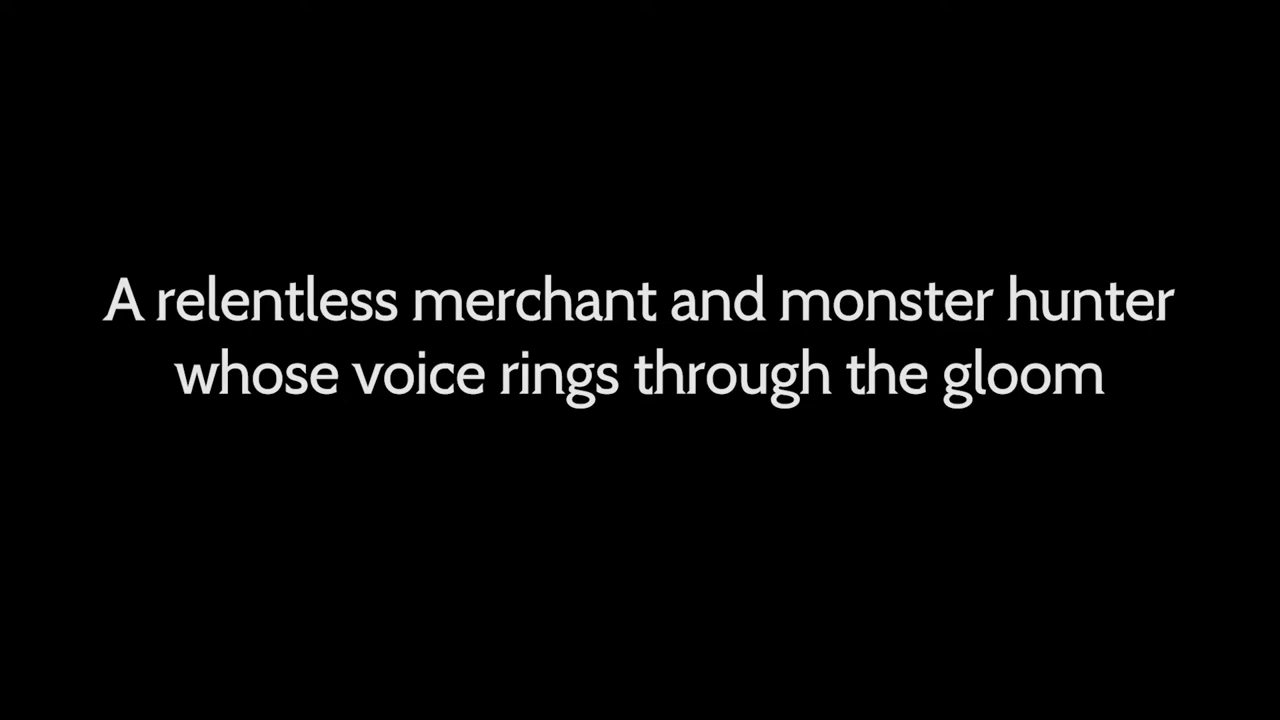 A relentless merchant and monster hunter
whose voice rings through the gloom